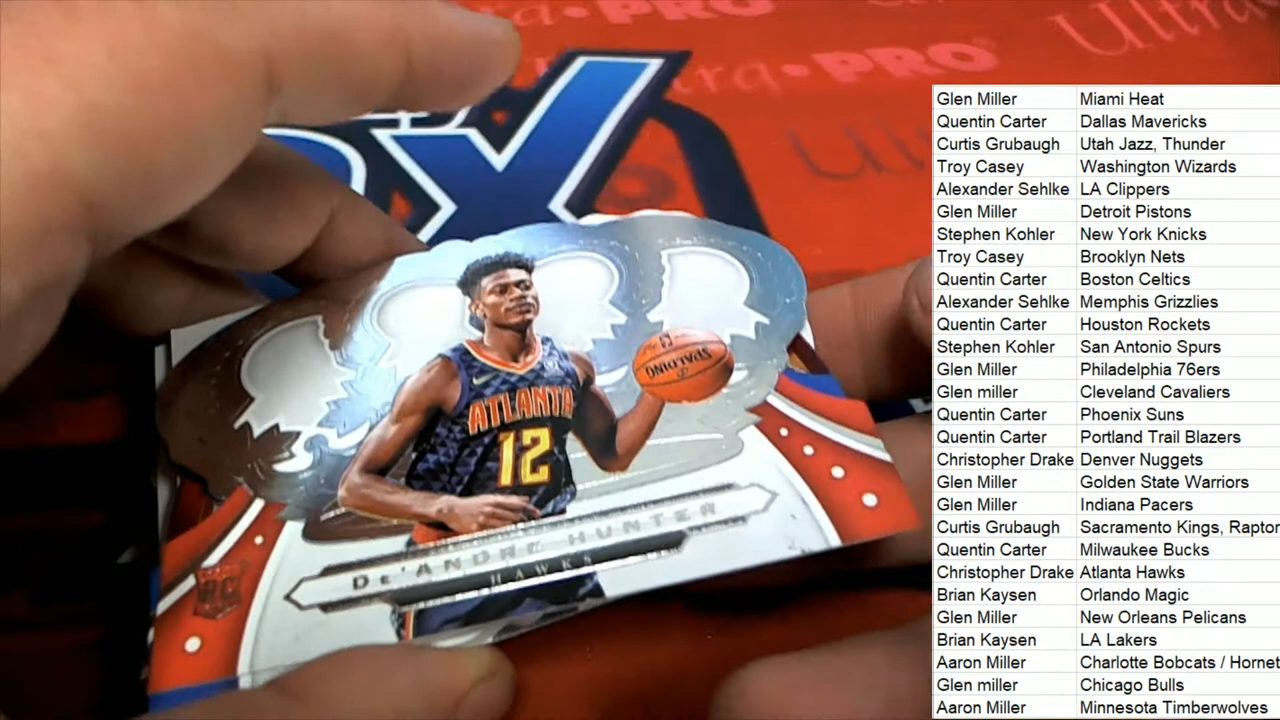 ra•PRO
Ultra
ra•PRO
Ul
SPALDING
ATLANTA
12
DE'ANDRE HUNTER
HAWKS
RC
Glen Miller Miami Heat
Quentin Carter Dallas Mavericks
Curtis Grubaugh Utah Jazz, Thunder
Troy Casey Washington Wizards
Alexander Sehlke LA Clippers
Glen Miller Detroit Pistons
Stephen Kohler New York Knicks
Troy Casey Brooklyn Nets
Quentin Carter Boston Celtics
Alexander Sehlke Memphis Grizzlies
Quentin Carter Houston Rockets
Stephen Kohler San Antonio Spurs
Glen Miller Philadelphia 76ers
Glen miller Cleveland Cavaliers
Quentin Carter Phoenix Suns
Quentin Carter Portland Trail Blazers
Christopher Drake Denver Nuggets
Glen Miller Golden State Warriors
Glen Miller Indiana Pacers
Curtis Grubaugh Sacramento Kings, Raptor
Quentin Carter Milwaukee Bucks
Christopher Drake Atlanta Hawks
Brian Kaysen Orlando Magic
Glen Miller New Orleans Pelicans
Brian Kaysen LA Lakers
Aaron Miller Charlotte Bobcats / Hornet
Glen miller Chicago Bulls
Aaron Miller Minnesota Timberwolves